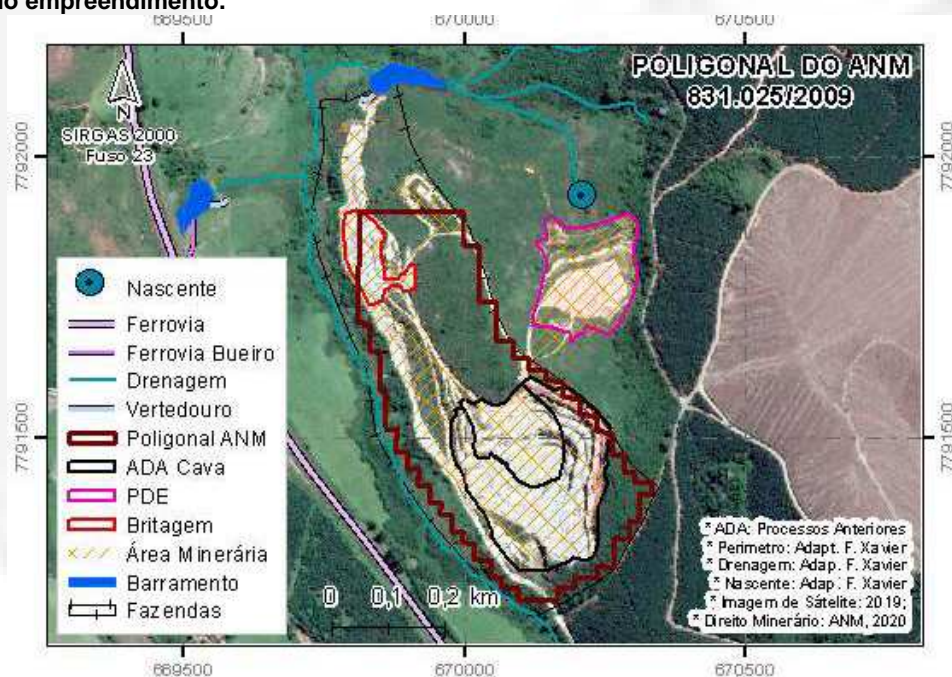 do empreendimento.
669500 670000 670500
POLIGONAL DO ANM
831.025/2009
N
SIRGAS 2000
Fuso 23
7792000
7792000
Nascente
Ferrovia
Ferrovia Bueiro
Drenagem
Vertedouro
Poligonal ANM
ADA Cava
PDE
Britagem
Área Minerária
Barramento
Fazendas
7791500
7791500
0 0,1 0,2 km
* ADA: Processos Anteriores
* Perimetro: Adapt. F. Xavier
* Drenagem: Adap. F. Xavier
* Nascente: Adap. F. Xavier
* Imagem de Sátelite: 2019;
* Direito Minerário: ANM, 2020
669500 670000 670500